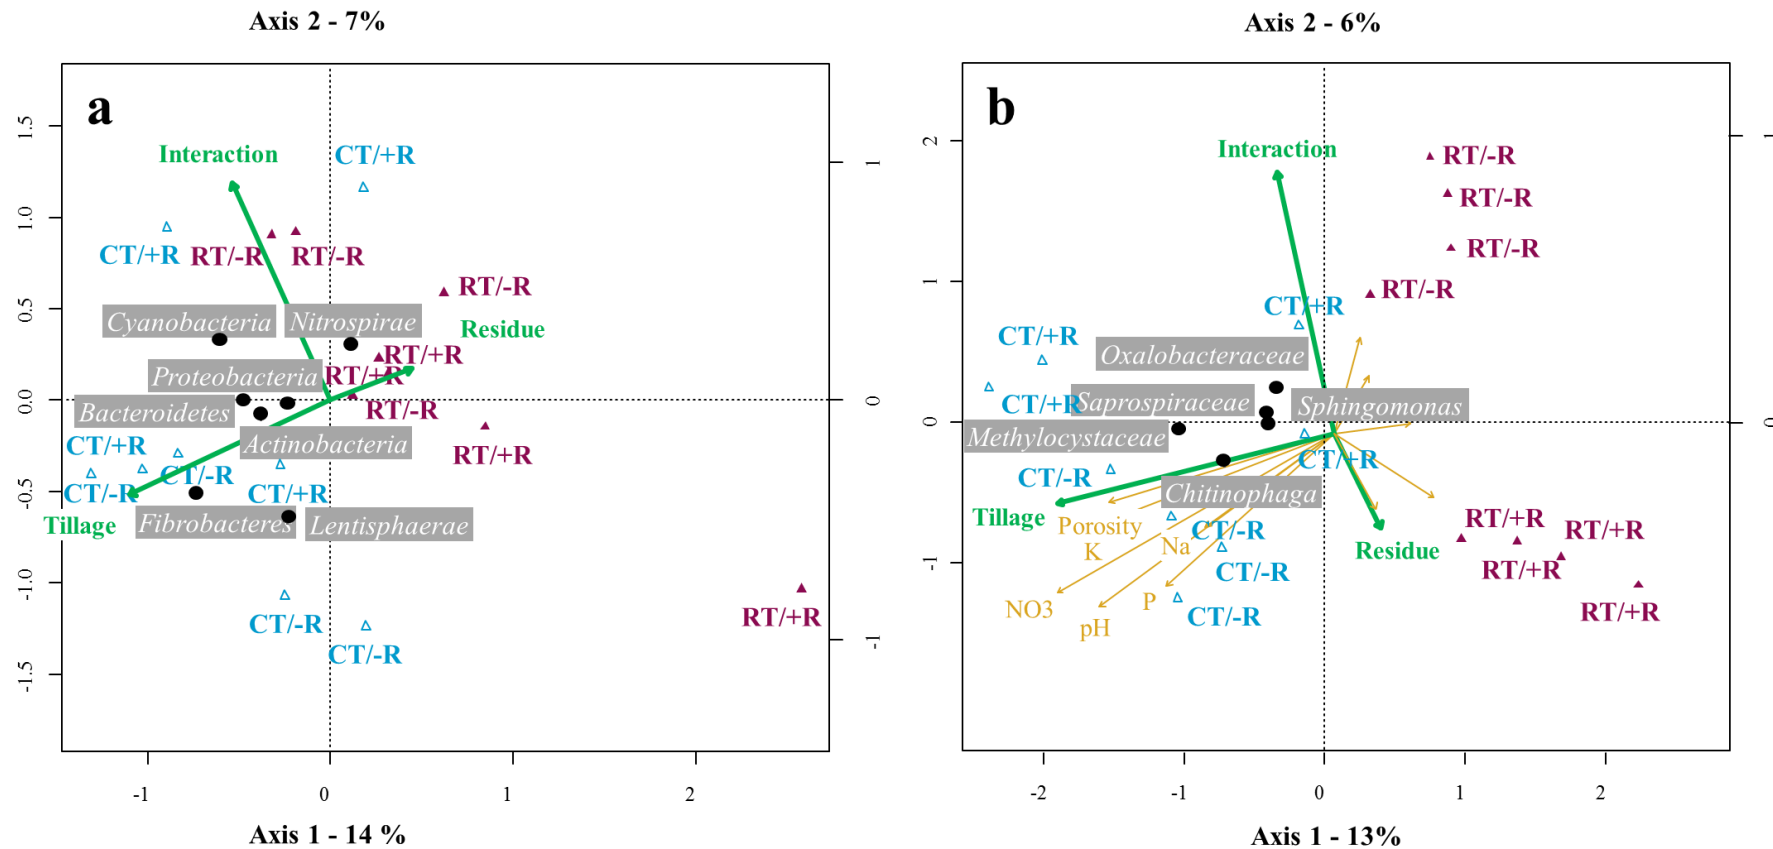 Axis 2 - 7%
a
1.5
1.0
0.5
0.0
-0.5
-1.0
-1.5
1
0
-1
Interaction
CT/+R
CT/+R
RT/-R
RT/-R
RT/-R
Cyanobacteria
Nitrospirae
Residue
RT/+R
Proteobacteria
RT/+R
Bacteroidetes
RT/-R
CT/+R
Actinobacteria
RT/+R
CT/-R
CT/-R
CT/+R
Tillage
Fibrobacteres
Lentisphaerae
CT/-R
RT/+R
CT/-R
-1
0
1
2
Axis 1 - 14 %
Axis 2 - 6%
b
2
1
0
-1
1
0
Interaction
RT/-R
RT/-R
RT/-R
RT/-R
CT/+R
CT/+R
Oxalobacteraceae
CT/+R
Saprospiraceae
Sphingomonas
Methylocystaceae
CT/+R
CT/-R
Chitinophaga
Tillage
Porosity
K
Na
CT/-R
Residue
RT/+R
RT/+R
CT/-R
RT/+R
NO3
P
pH
CT/-R
RT/+R
-2
-1
0
1
2
Axis 1 - 13%